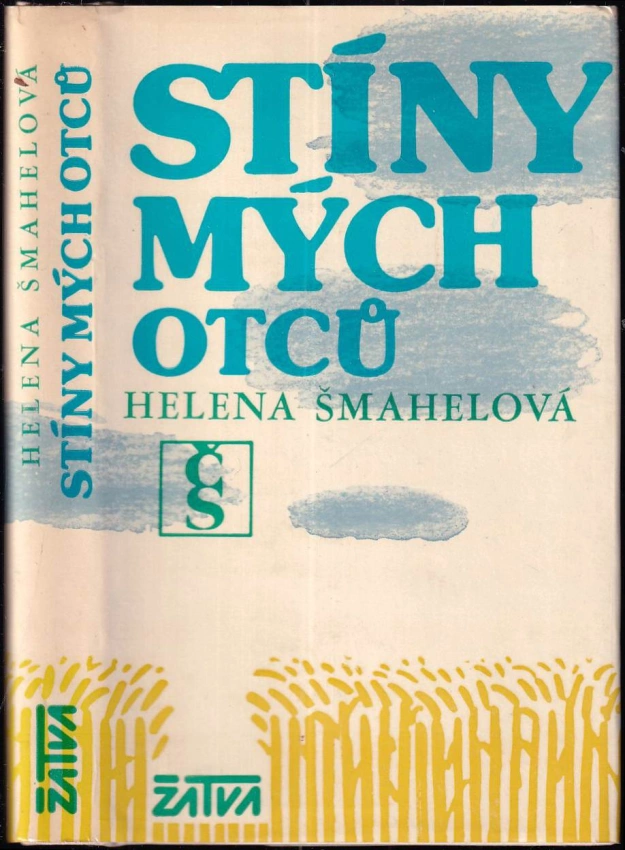 STÍNY
MÝCH
OTCŮ
HELENA ŠMAHELOVÁ
ČS
ŽATVA
HELENA ŠMAHELOVÁ
STÍNY MÝCH OTCŮ
ŽATVA